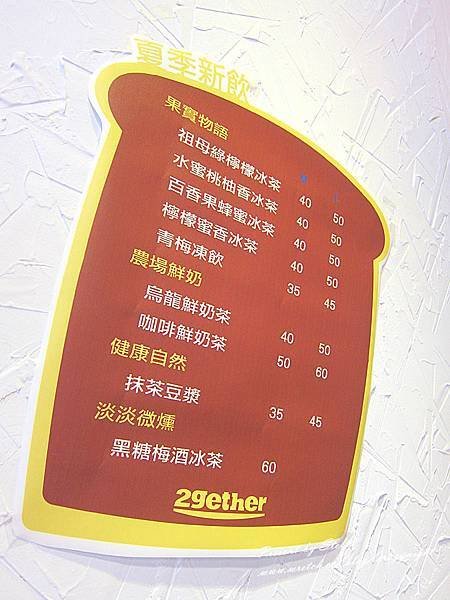 夏季新飲
果實物語 M L
祖母綠檸檬冰茶 40 50
水蜜桃柚香冰茶 40 50
百香果蜂蜜冰茶 40 50
檸檬蜜香冰茶 40 50
青梅凍飲 35 45
農場鮮奶
烏龍鮮奶茶 40 50
咖啡鮮奶茶 50 60
健康自然
抹茶豆漿 35 45
淡淡微燻
黑糖梅酒冰茶 60
2gether